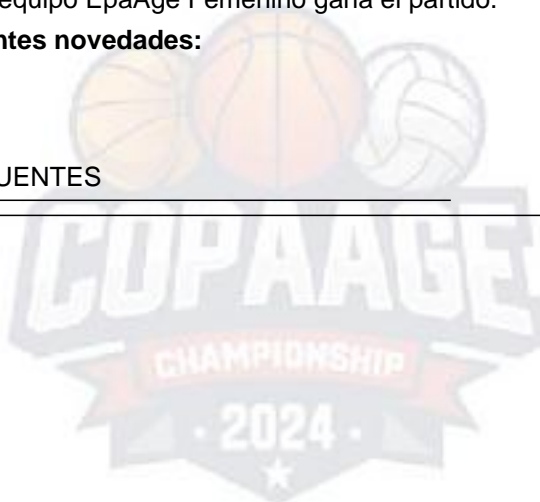 equipo EpaAge Femenino gana el partido.
ntes novedades:
UENTES
COPAAGE
CHAMPIONSHIP
· 2024 ·